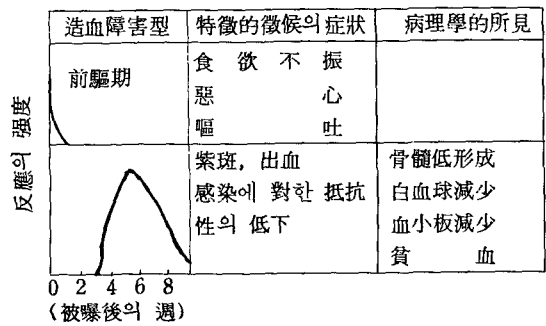 造血障害型 特徵的徵候의 症狀 病理學的所見
前驅期
食欲不振
惡心
嘔吐
反應의 强度
紫斑, 出血
感染에 對한 抵抗
性의 低下
骨髓低形成
白血球減少
血小板減少
貧血
0 2 4 6 8
(被曝後의 週)